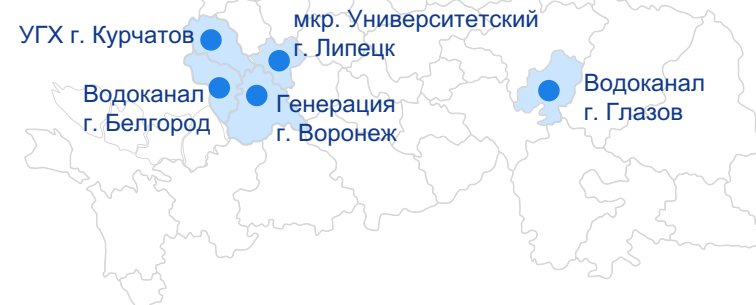 УГХ г. Курчатов
мкр. Университетский
г. Липецк
Водоканал
г. Белгород
Генерация
г. Воронеж
Водоканал
г. Глазов